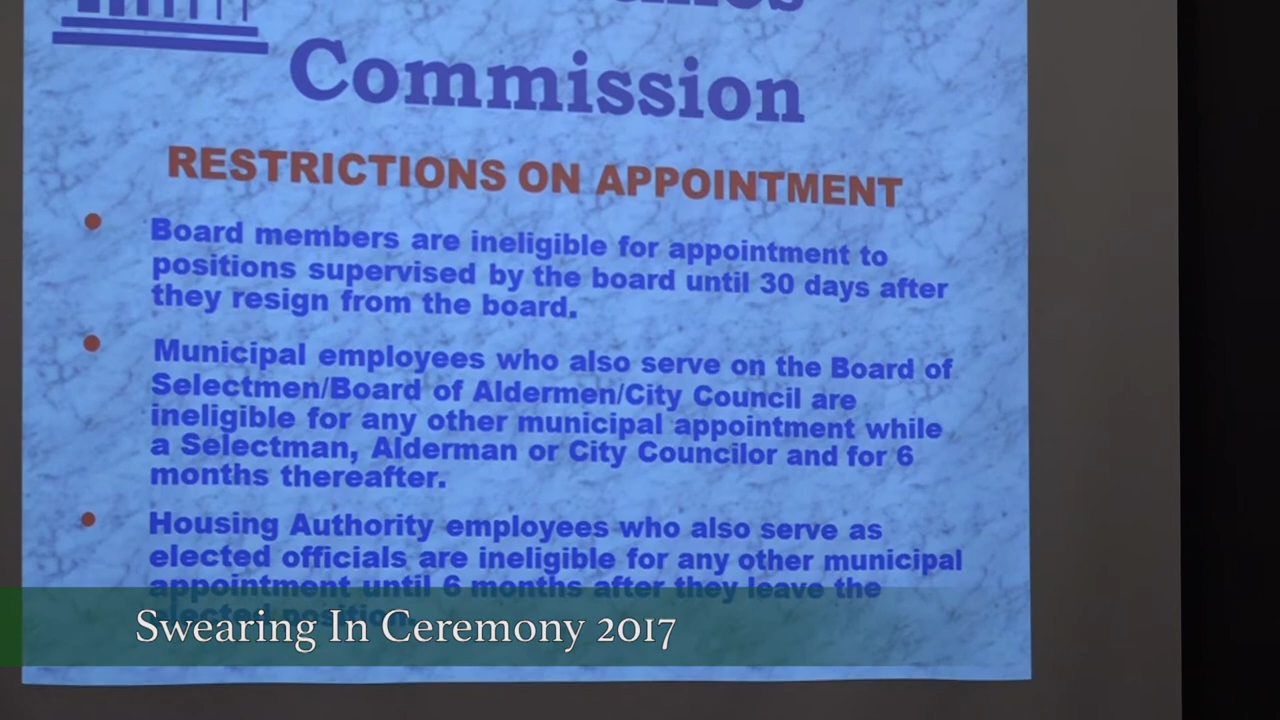 Commission
RESTRICTIONS ON APPOINTMENT
Board members are ineligible for appointment to
positions supervised by the board until 30 days after
they resign from the board.
Municipal employees who also serve on the Board of
Selectmen/Board of Aldermen/City Council are
ineligible for any other municipal appointment while
a Selectman, Alderman or City Councilor and for 6
months thereafter.
Housing Authority employees who also serve as
elected officials are ineligible for any other municipal
appointment until 6 months after they leave the
elected position.
Swearing In Ceremony 2017